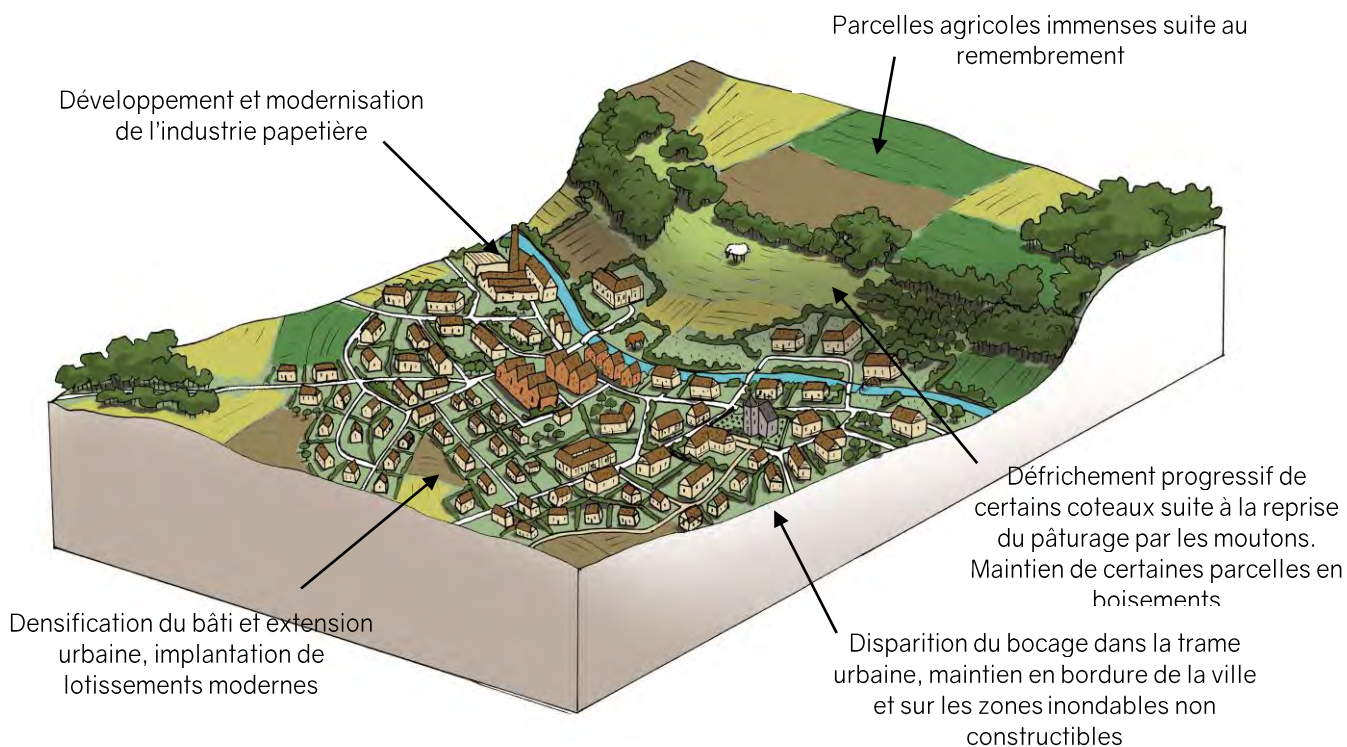 Parcelles agricoles immenses suite au
remembrement
Développement et modernisation
de l'industrie papetière
Défrichement progressif de
certains coteaux suite à la reprise
du pâturage par les moutons.
Maintien de certaines parcelles en
boisements
Densification du bâti et extension
urbaine, implantation de
lotissements modernes
Disparition du bocage dans la trame
urbaine, maintien en bordure de la ville
et sur les zones inondables non
constructibles